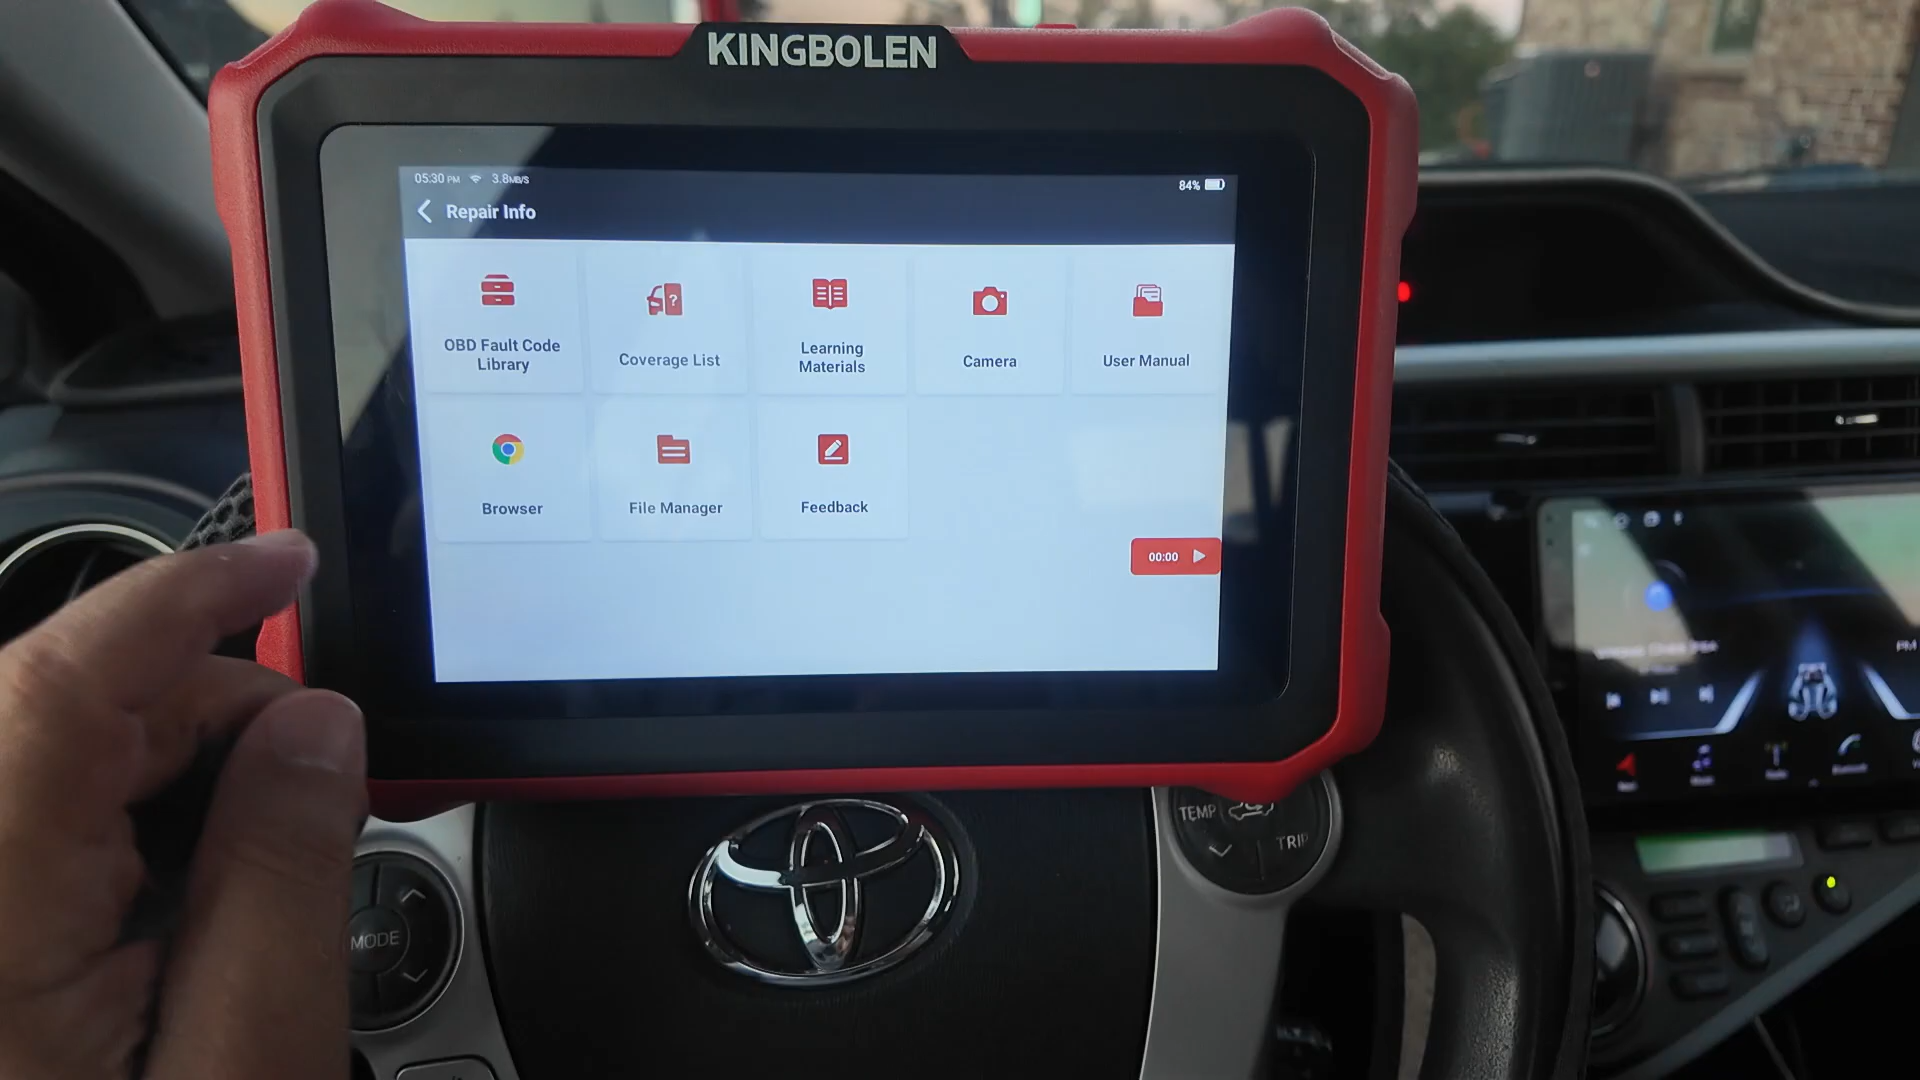 KINGBOLEN
05:30 PM 3.8MB/S
84%
Repair Info
OBD Fault Code
Library
Coverage List
Learning
Materials
Camera
User Manual
Browser
File Manager
Feedback
00:00
TEMP
TRIP
MODE